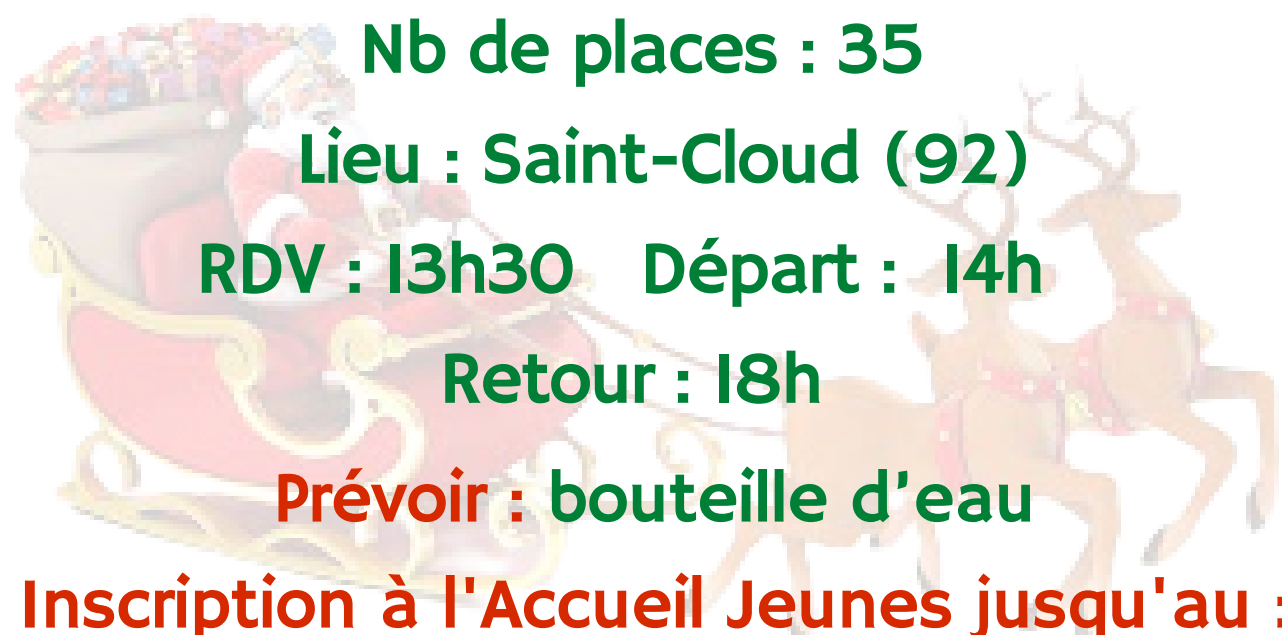 Nb de places : 35
Lieu : Saint-Cloud (92)
RDV : 13h30 Départ : 14h
Retour : 18h
Prévoir : bouteille d'eau
Inscription à l'Accueil Jeunes jusqu'au :